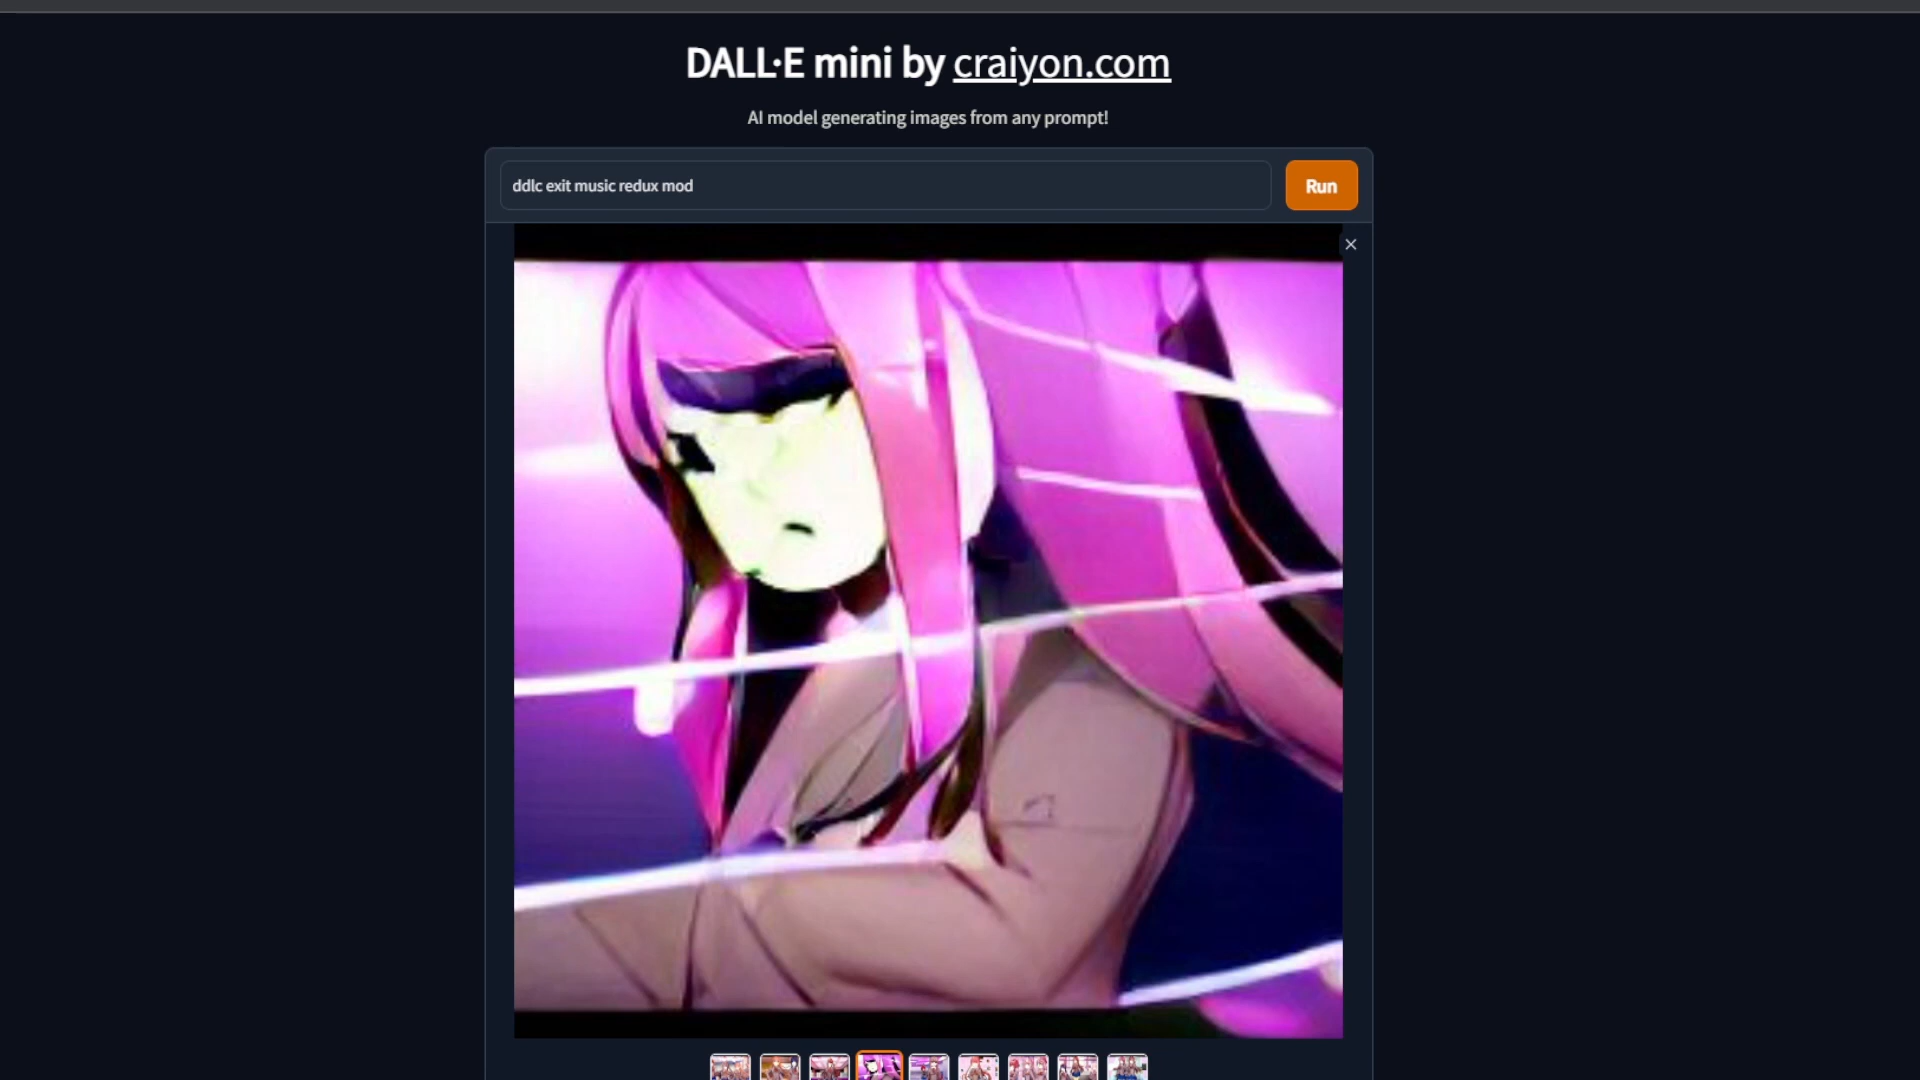 DALL·E mini by craiyon.com
AI model generating images from any prompt!
ddlc exit music redux mod
Run